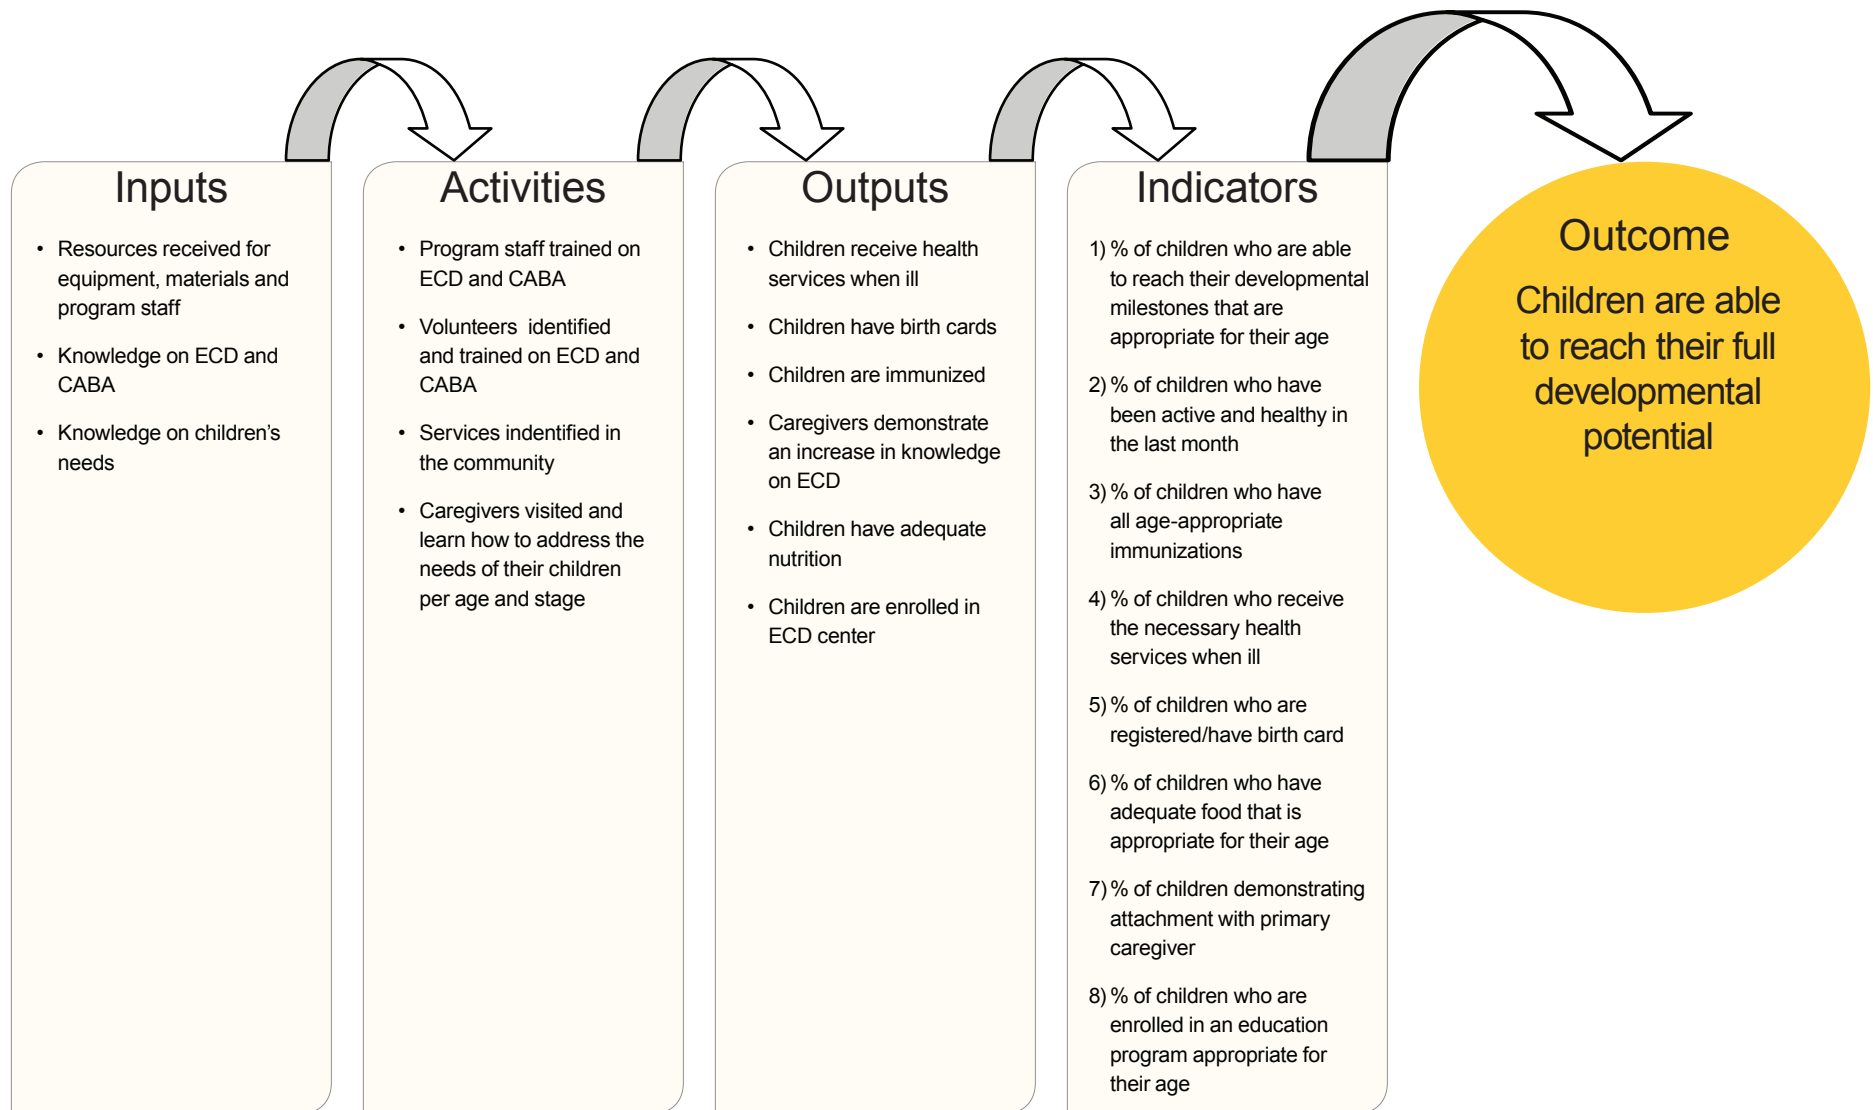 Inputs
• Resources received for
equipment, materials and
program staff
• Knowledge on ECD and
CABA
• Knowledge on children’s
needs
Activities
• Program staff trained on
ECD and CABA
• Volunteers identified
and trained on ECD and
CABA
• Services indentified in
the community
• Caregivers visited and
learn how to address the
needs of their children
per age and stage
Outputs
• Children receive health
services when ill
• Children have birth cards
• Children are immunized
• Caregivers demonstrate
an increase in knowledge
on ECD
• Children have adequate
nutrition
• Children are enrolled in
ECD center
Indicators
1) % of children who are able
to reach their developmental
milestones that are
appropriate for their age
2) % of children who have
been active and healthy in
the last month
3) % of children who have
all age-appropriate
immunizations
4) % of children who receive
the necessary health
services when ill
5) % of children who are
registered/have birth card
6) % of children who have
adequate food that is
appropriate for their age
7) % of children demonstrating
attachment with primary
caregiver
8) % of children who are
enrolled in an education
program appropriate for
their age
Outcome
Children are able
to reach their full
developmental
potential